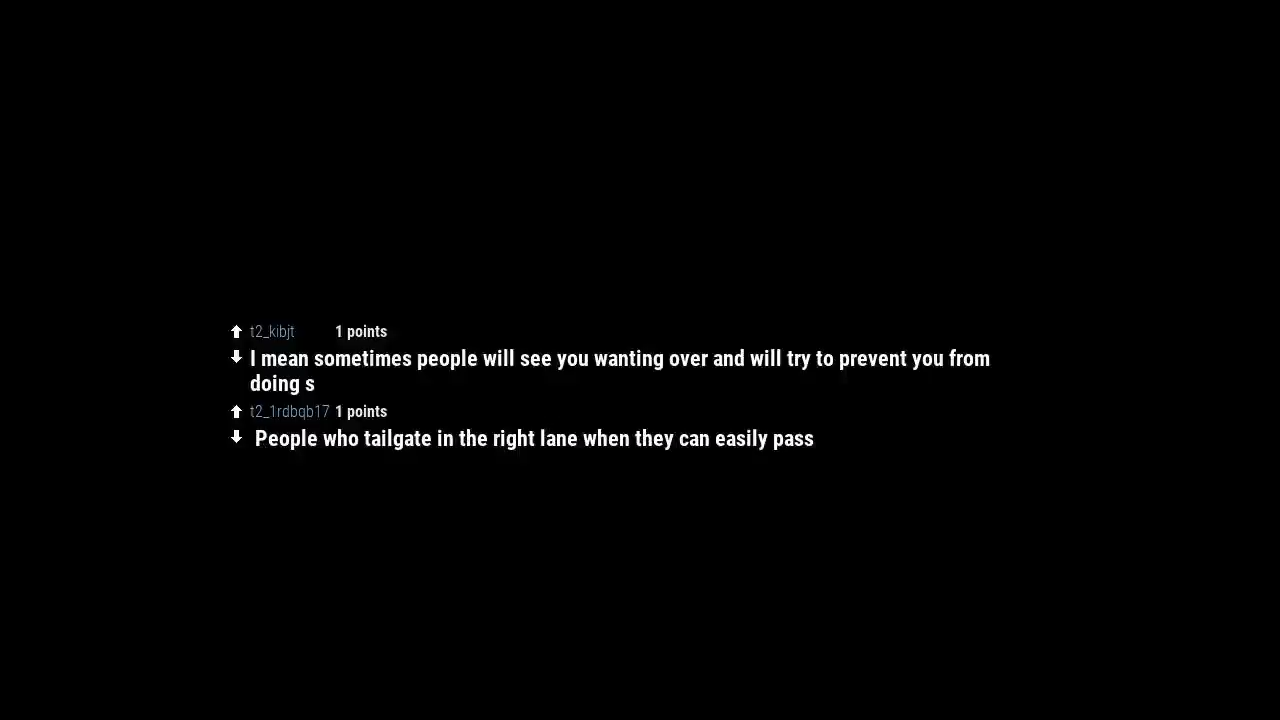 t2_kibjt 1 points
I mean sometimes people will see you wanting over and will try to prevent you from
doing s
t2_1rdbqb17 1 points
People who tailgate in the right lane when they can easily pass